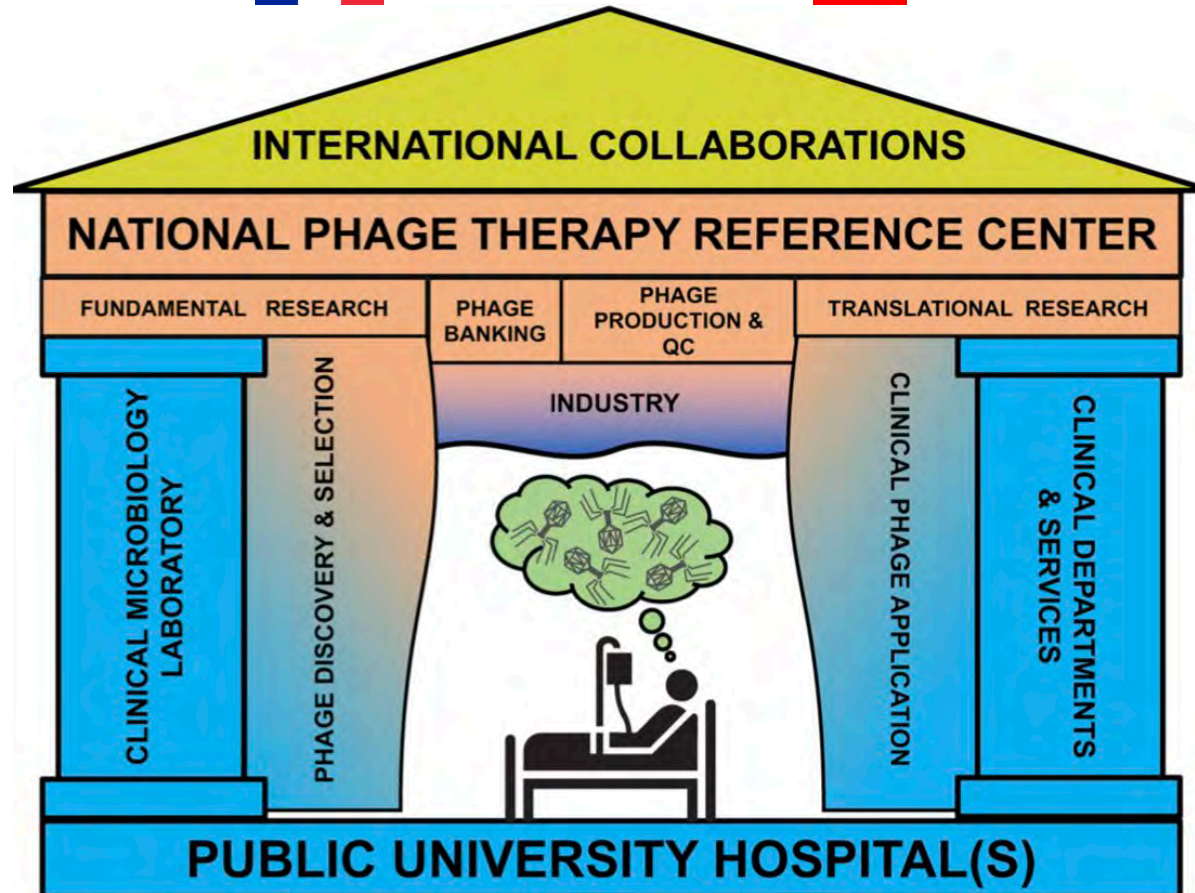 INTERNATIONAL COLLABORATIONS
NATIONAL PHAGE THERAPY REFERENCE CENTER
FUNDAMENTAL RESEARCH
PHAGE
BANKING
PHAGE
PRODUCTION &
QC
TRANSLATIONAL RESEARCH
INDUSTRY
CLINICAL MICROBIOLOGY
LABORATORY
PHAGE DISCOVERY & SELECTION
CLINICAL PHAGE APPLICATION
CLINICAL DEPARTMENTS
& SERVICES
PUBLIC UNIVERSITY HOSPITAL(S)